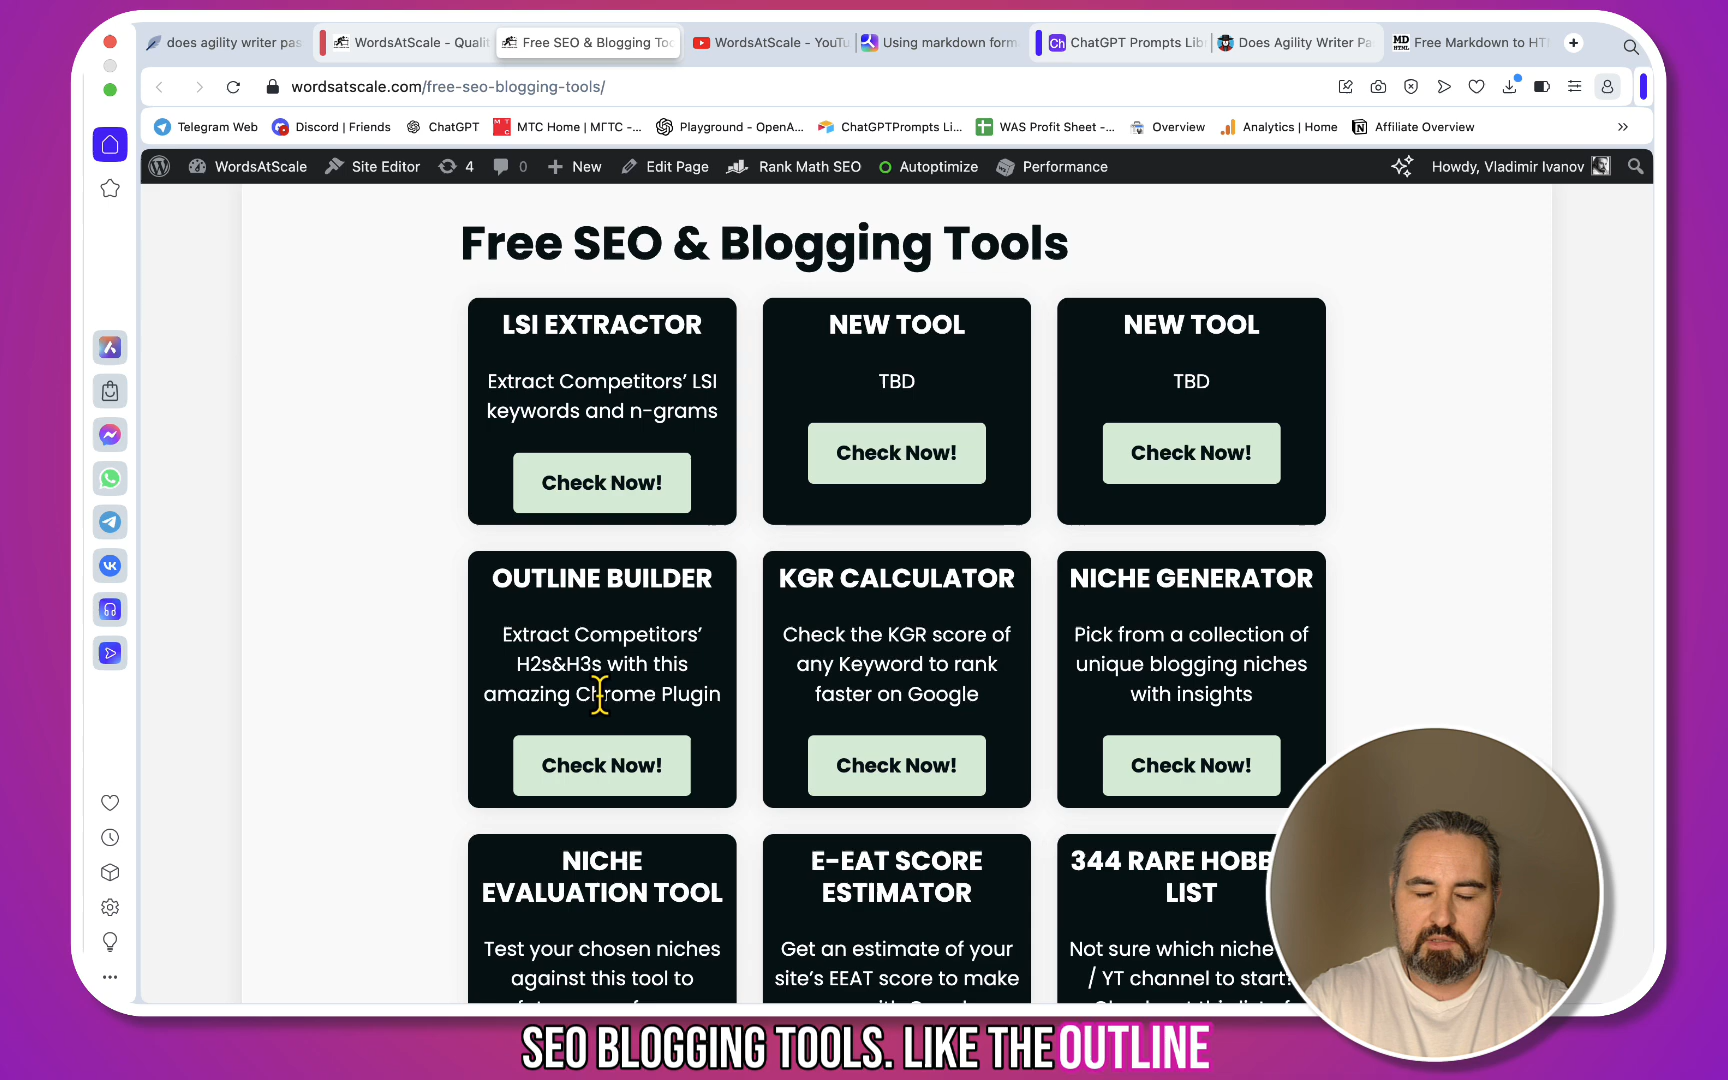 does agility writer pas
WordsAtScale - Qualit
Free SEO & Blogging Too
WordsAtScale - YouTu
Using markdown form
Ch
ChatGPT Prompts Lib
Does Agility Writer Pa
MD
HTML
Free Markdown to HT
wordsatscale.com/free-seo-blogging-tools/
Telegram Web
Discord | Friends
ChatGPT
МТС Home | МГТС -...
Playground - OpenA...
ChatGPTPrompts Li...
WAS Profit Sheet -...
Overview
Analytics | Home
Affiliate Overview
WordsAtScale
Site Editor
4
0
New
Edit Page
Rank Math SEO
Autoptimize
Performance
Howdy, Vladimir Ivanov
Free SEO & Blogging Tools
LSI EXTRACTOR
Extract Competitors' LSI
keywords and n-grams
Check Now!
NEW TOOL
TBD
Check Now!
NEW TOOL
TBD
Check Now!
OUTLINE BUILDER
Extract Competitors'
H2s&H3s with this
amazing Chrome Plugin
Check Now!
KGR CALCULATOR
Check the KGR score of
any Keyword to rank
faster on Google
Check Now!
NICHE GENERATOR
Pick from a collection of
unique blogging niches
with insights
Check Now!
NICHE
EVALUATION TOOL
Test your chosen niches
against this tool to
E-EAT SCORE
ESTIMATOR
Get an estimate of your
site's EEAT score to make
344 RARE HOBB
LIST
Not sure which niche
/ YT channel to start?
SEO BLOGGING TOOLS. LIKE THE OUTLINE